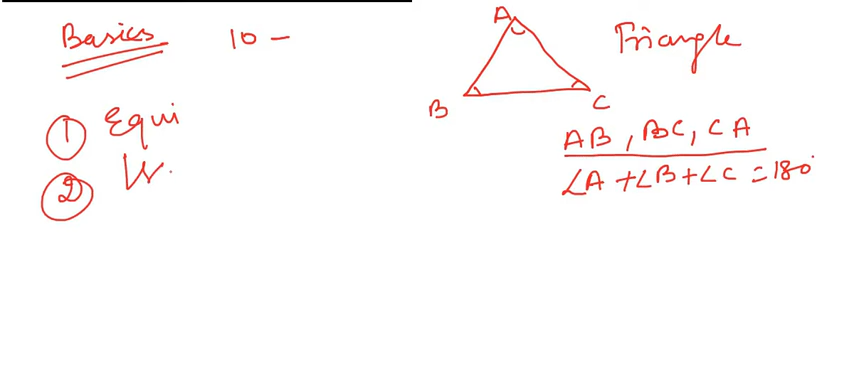 Basics 10 -
① Equi
②
A
B
C
Triangle
AB, BC, CA
∠A + ∠B + ∠C = 180°